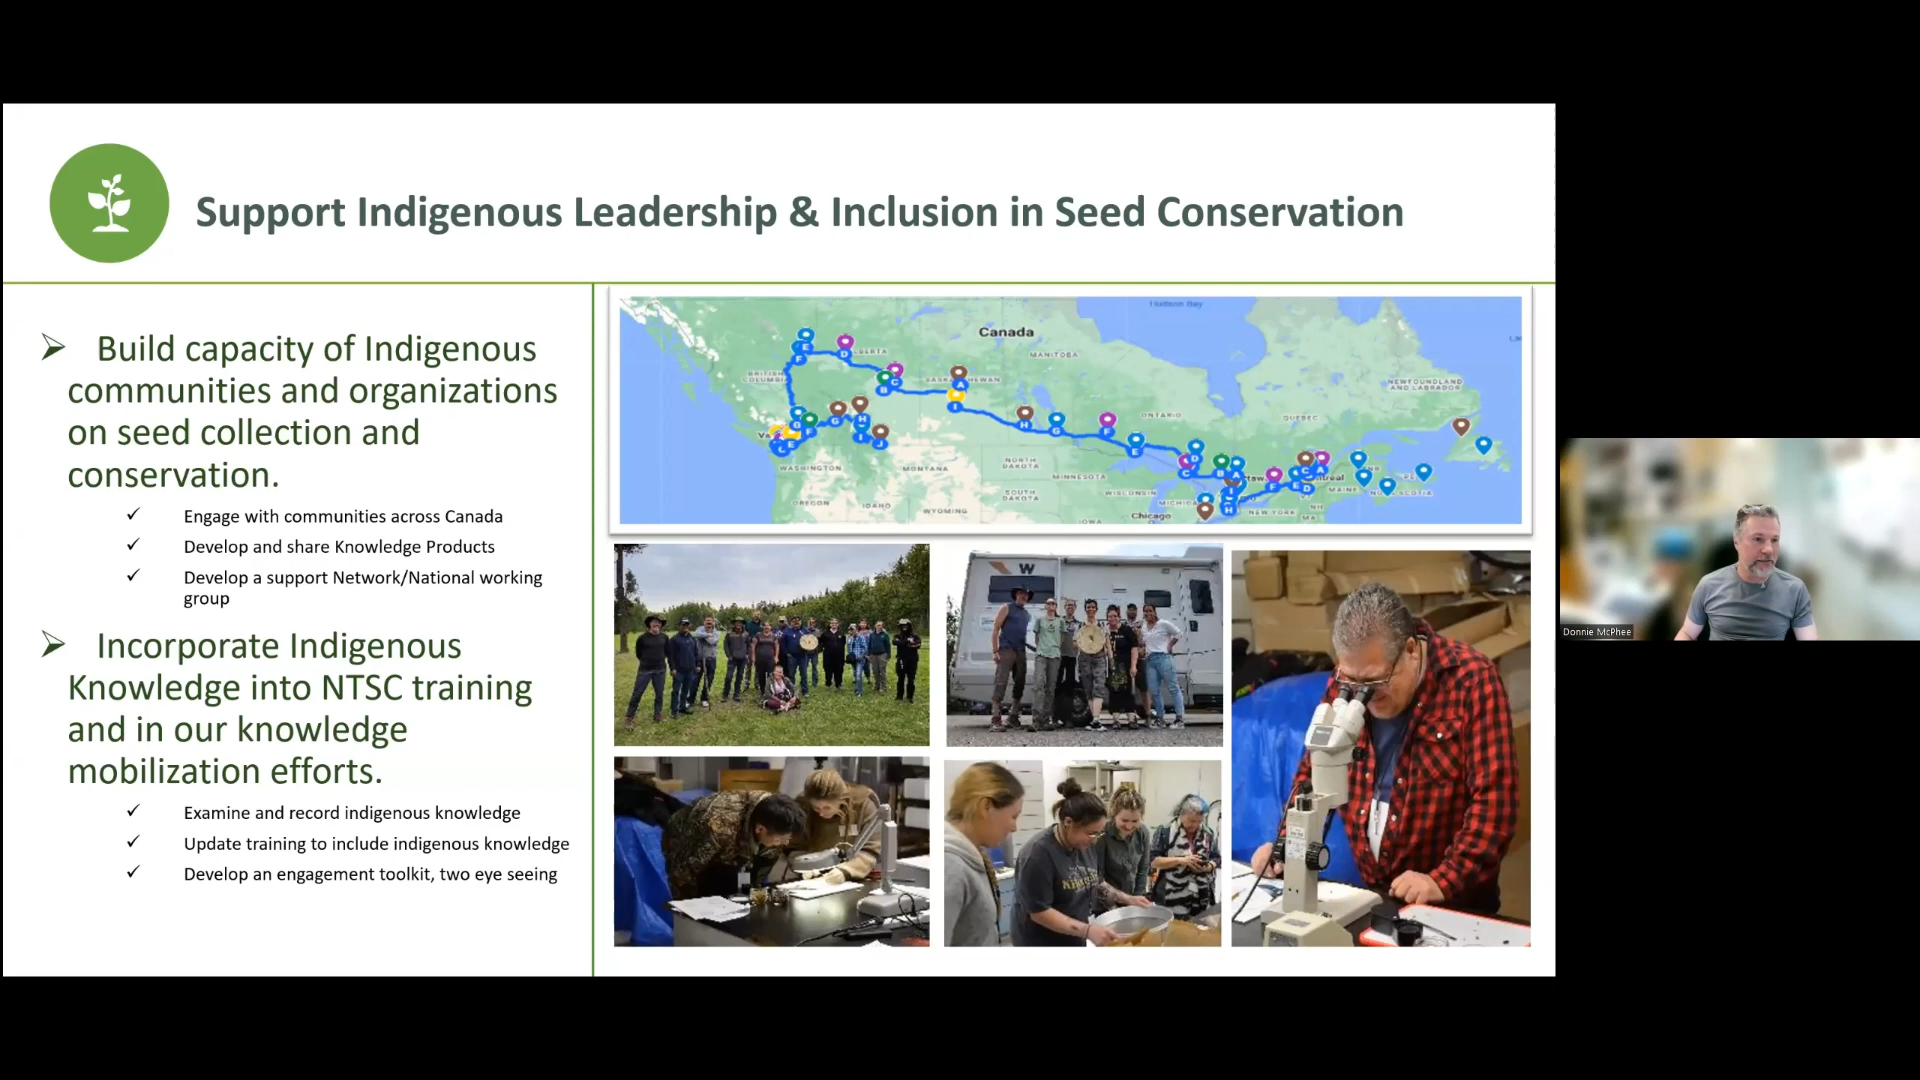 Support Indigenous Leadership & Inclusion in Seed Conservation
Build capacity of Indigenous
communities and organizations
on seed collection and
conservation.
Engage with communities across Canada
Develop and share Knowledge Products
Develop a support Network/National working
group
Incorporate Indigenous
Knowledge into NTSC training
and in our knowledge
mobilization efforts.
Examine and record indigenous knowledge
Update training to include indigenous knowledge
Develop an engagement toolkit, two eye seeing
Hudson Bay
Canada
MANITOBA
BRITISH
COLUMBIA
ONTARIO
QUEBEC
NEWFOUNDLAND
AND LABRADOR
WASHINGTON
MONTANA
NORTH
DAKOTA
MINNESOTA
SOUTH
DAKOTA
WISCONSIN
OREGON
IDAHO
WYOMING
IOWA
Chicago
NEW YORK
NH
MAINE
W
Donnie McPhee